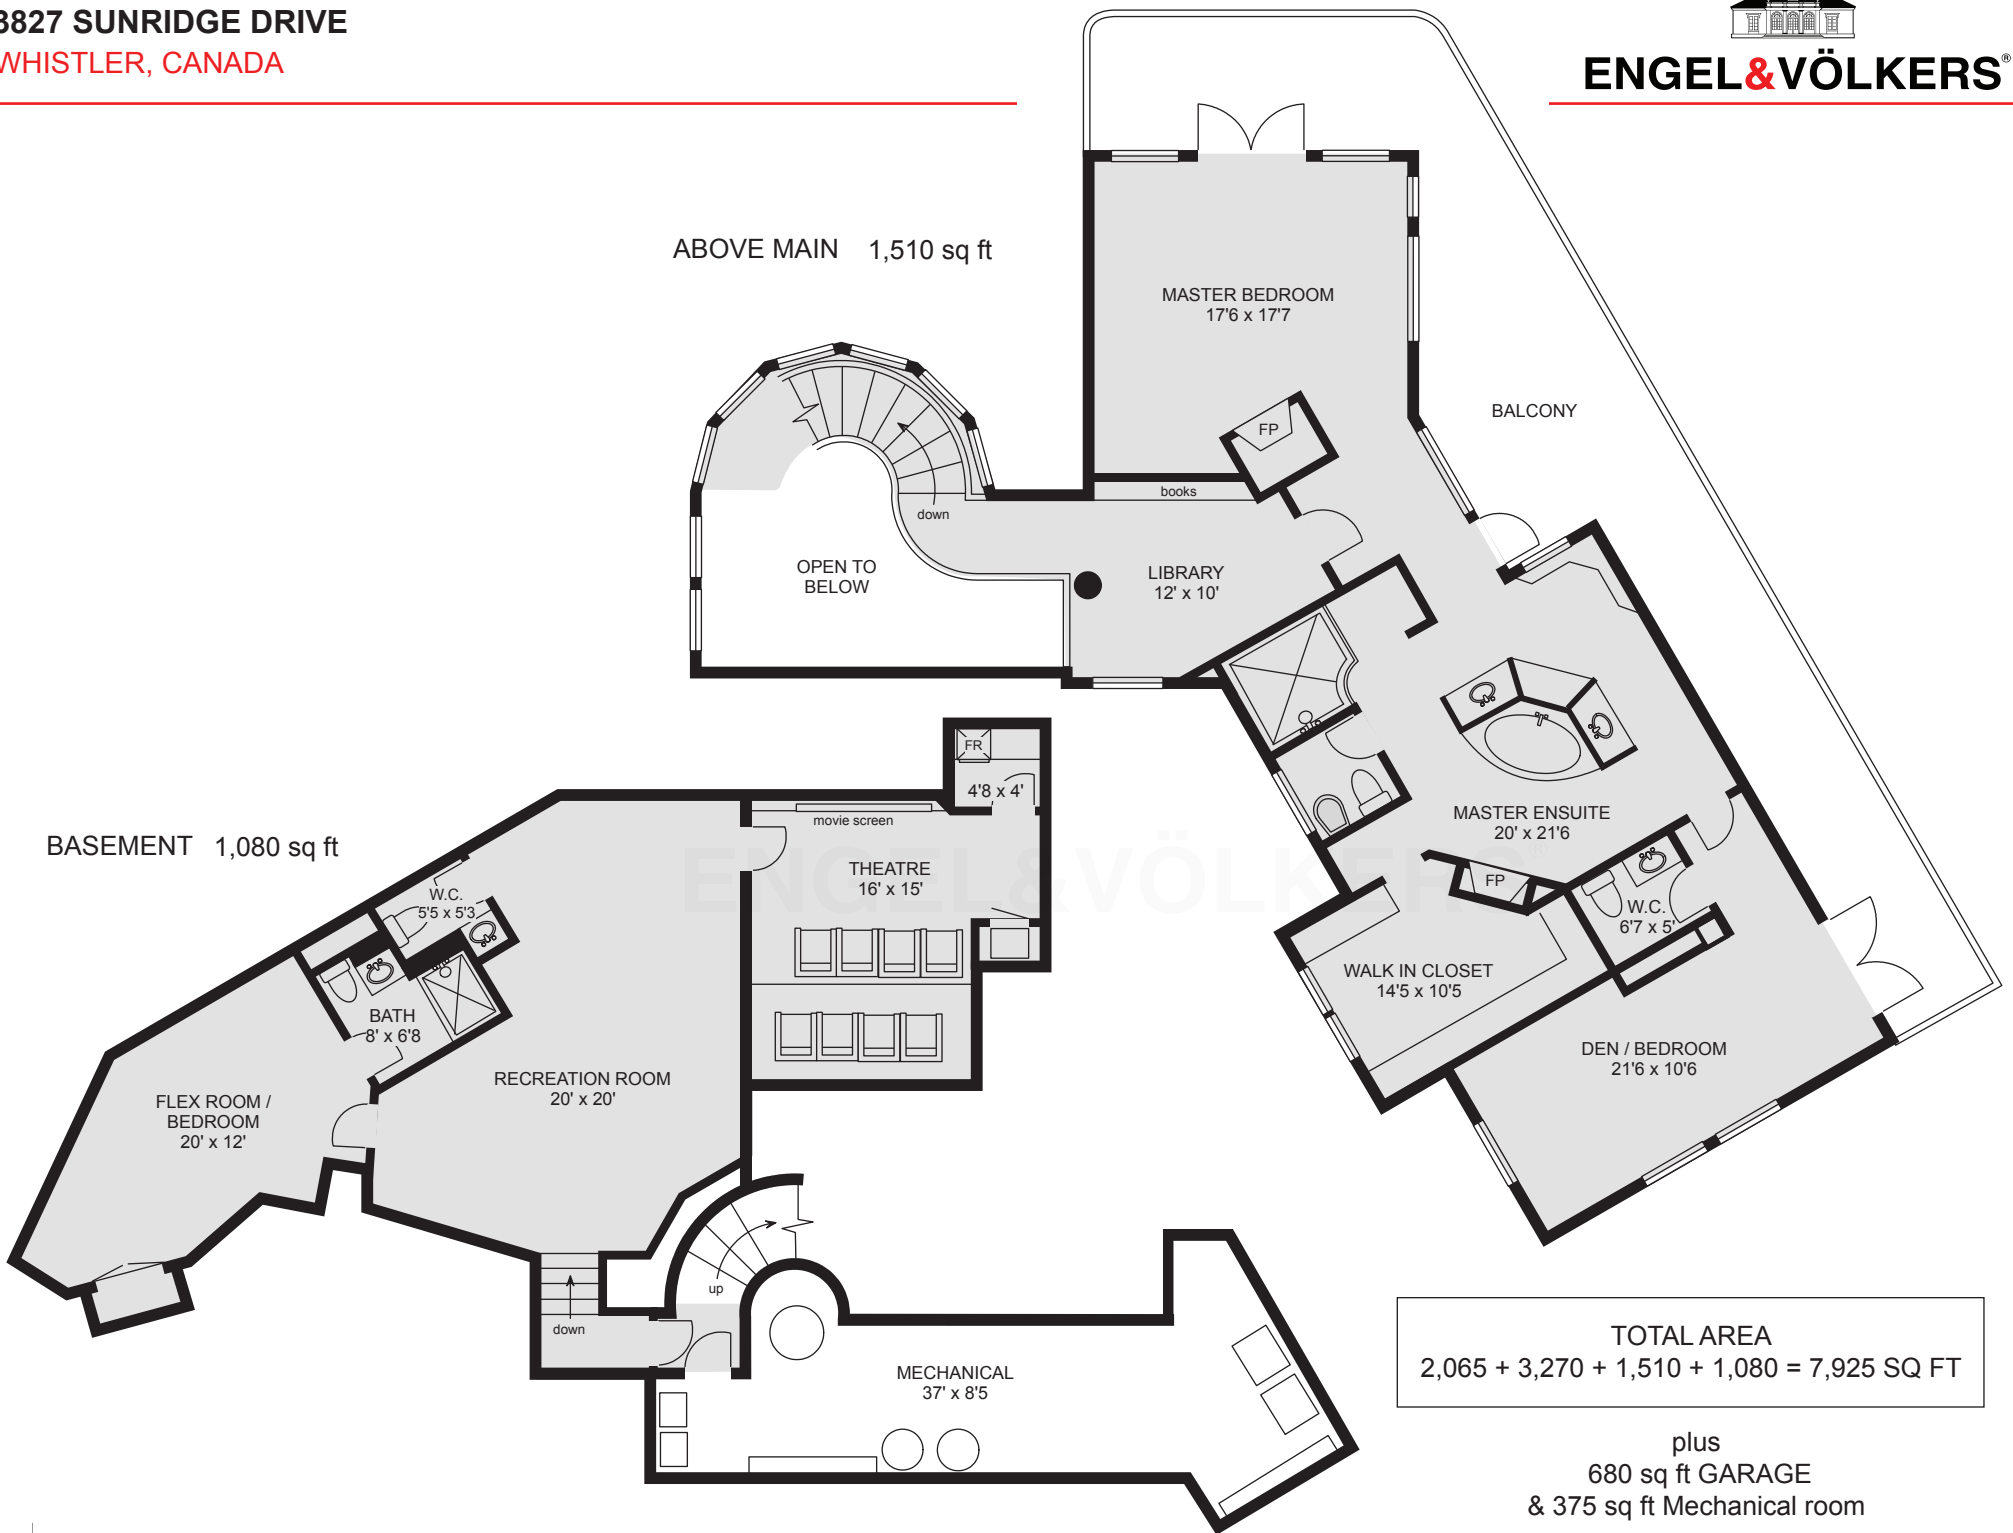 3827 SUNRIDGE DRIVE
WHISTLER, CANADA
ENGEL&VÖLKERS®
ABOVE MAIN 1,510 sq ft
MASTER BEDROOM
17'6 x 17'7
FP
BALCONY
books
down
OPEN TO
BELOW
LIBRARY
12' x 10'
MASTER ENSUITE
20' x 21'6
FP
W.C.
6'7 x 5'
WALK IN CLOSET
14'5 x 10'5
DEN / BEDROOM
21'6 x 10'6
BASEMENT 1,080 sq ft
FR
4'8 x 4'
movie screen
THEATRE
16' x 15'
ENGEL&VÖLKERS®
W.C.
5'5 x 5'3
BATH
8' x 6'8
RECREATION ROOM
20' x 20'
FLEX ROOM /
BEDROOM
20' x 12'
up
down
MECHANICAL
37' x 8'5
TOTAL AREA
2,065 + 3,270 + 1,510 + 1,080 = 7,925 SQ FT
plus
680 sq ft GARAGE
& 375 sq ft Mechanical room